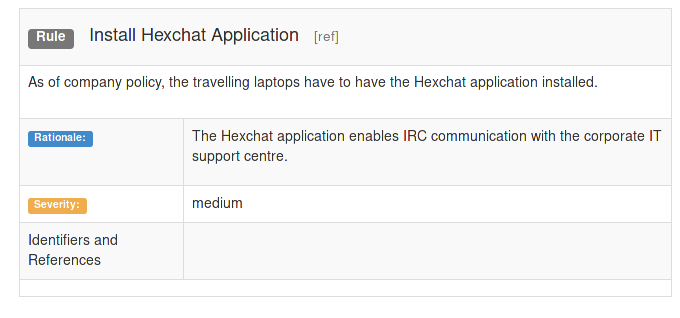 Rule Install Hexchat Application [ref]
As of company policy, the travelling laptops have to have the Hexchat application installed.
Rationale: The Hexchat application enables IRC communication with the corporate IT
support centre.
Severity: medium
Identifiers and
References